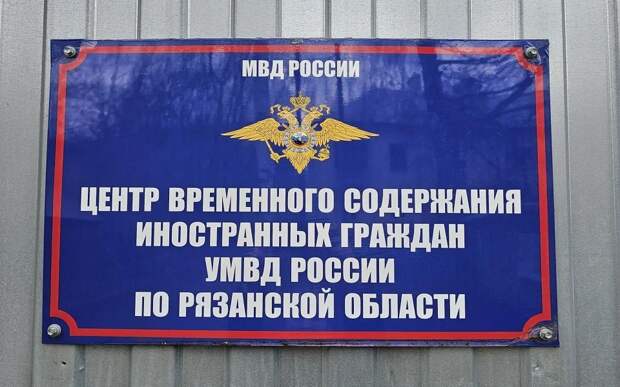 МВД РОССИИ
ЦЕНТР ВРЕМЕННОГО СОДЕРЖАНИЯ
ИНОСТРАННЫХ ГРАЖДАН
УМВД РОССИИ
ПО РЯЗАНСКОЙ ОБЛАСТИ